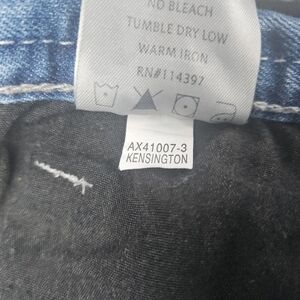 NO BLEACH
TUMBLE DRY LOW
WARM IRON
RN#114397
AX41007-3
KENSINGTON